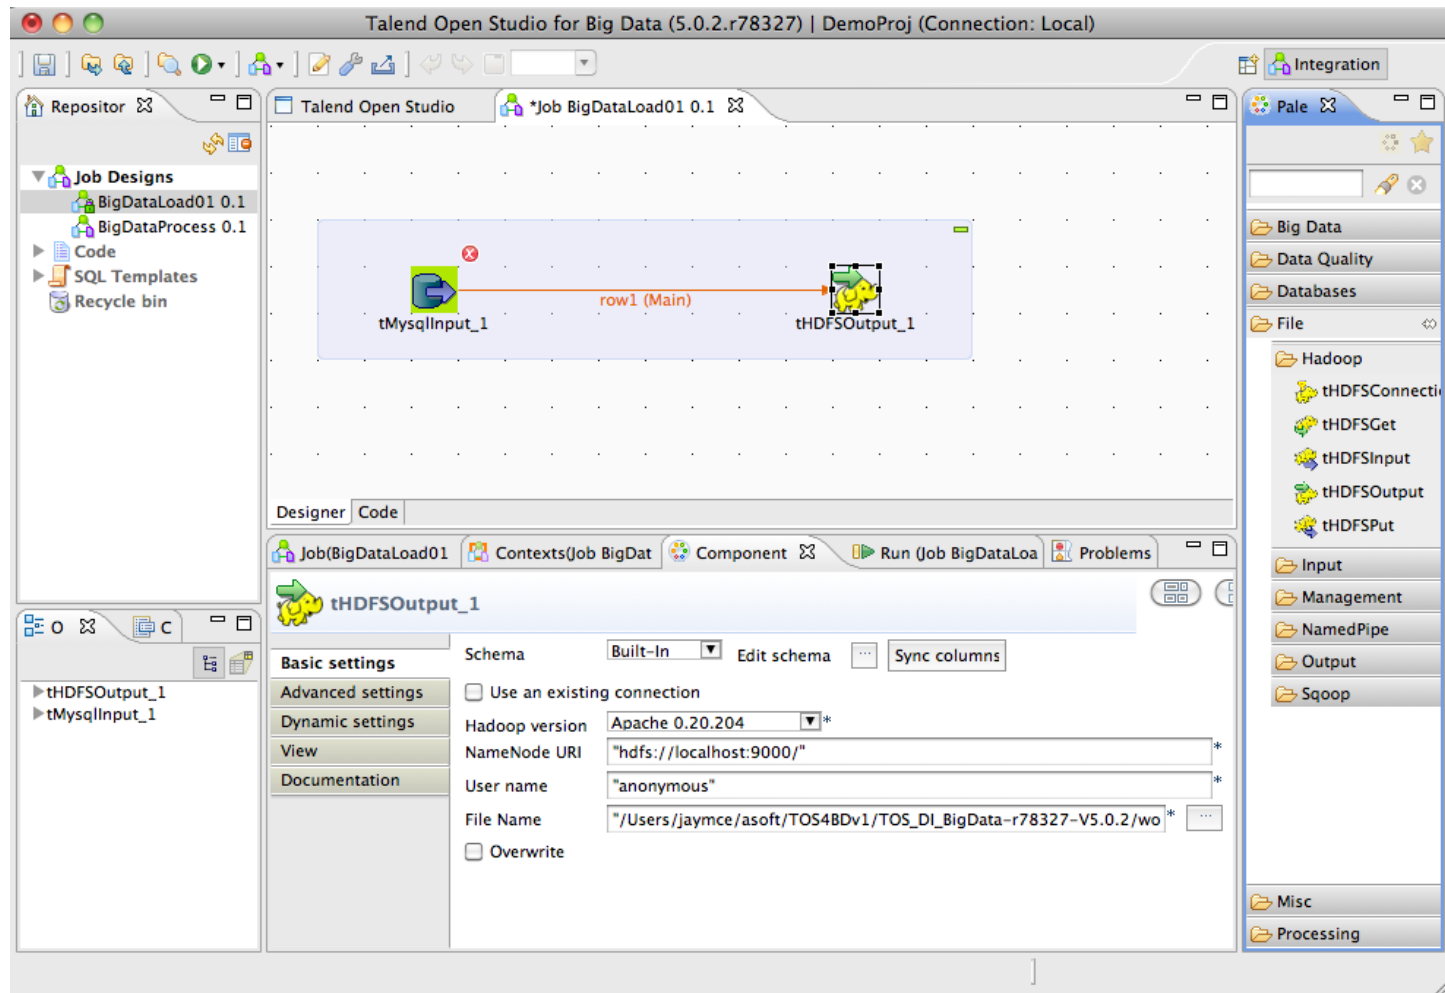 Talend Open Studio for Big Data (5.0.2.r78327) | DemoProj (Connection: Local)
Integration
Repositor
Talend Open Studio
*Job BigDataLoad01 0.1
Pale
Job Designs
BigDataLoad01 0.1
BigDataProcess 0.1
Code
SQL Templates
Recycle bin
row1 (Main)
tMysqlInput_1
tHDFSOutput_1
Designer
Code
Big Data
Data Quality
Databases
File
Hadoop
tHDFSConnecti
tHDFSGet
tHDFSInput
tHDFSOutput
tHDFSPut
Input
Management
NamedPipe
Output
Sqoop
Misc
Processing
O
C
tHDFSOutput_1
tMysqlInput_1
Job(BigDataLoad01
Contexts(Job BigDat
Component
Run (Job BigDataLoa
Problems
tHDFSOutput_1
Basic settings
Advanced settings
Dynamic settings
View
Documentation
Schema
Built-In
Edit schema
...
Sync columns
Use an existing connection
Hadoop version
Apache 0.20.204
*
NameNode URI
"hdfs://localhost:9000/"
*
User name
"anonymous"
*
File Name
"/Users/jaymce/asoft/TOS4BDv1/TOS_DI_BigData-r78327-V5.0.2/wo
*
...
Overwrite